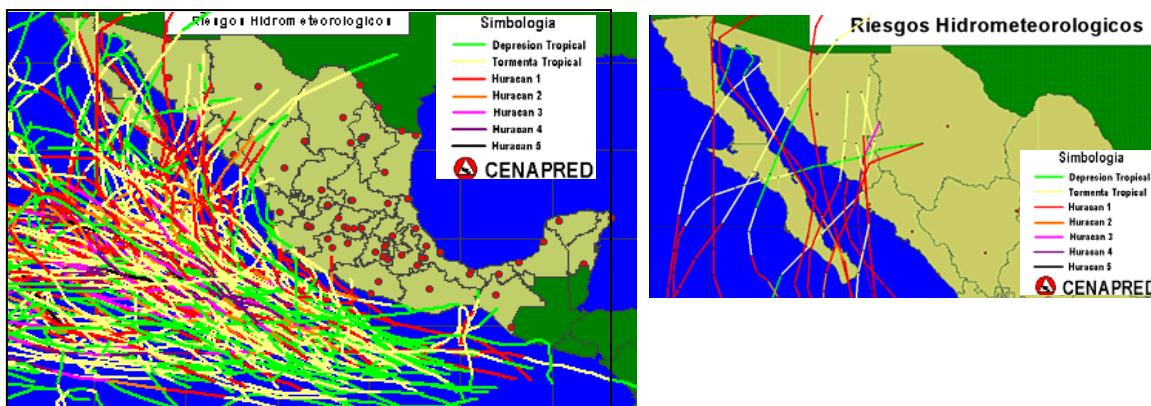 Riesgos Hidrometeorologicos
Simbologia
Depresion Tropical
Tormenta Tropical
Huracan 1
Huracan 2
Huracan 3
Huracan 4
Huracan 5
CENAPRED
Riesgos Hidrometeorologicos
Simbologia
Depresion Tropical
Tormenta Tropical
Huracan 1
Huracan 2
Huracan 3
Huracan 4
Huracan 5
CENAPRED